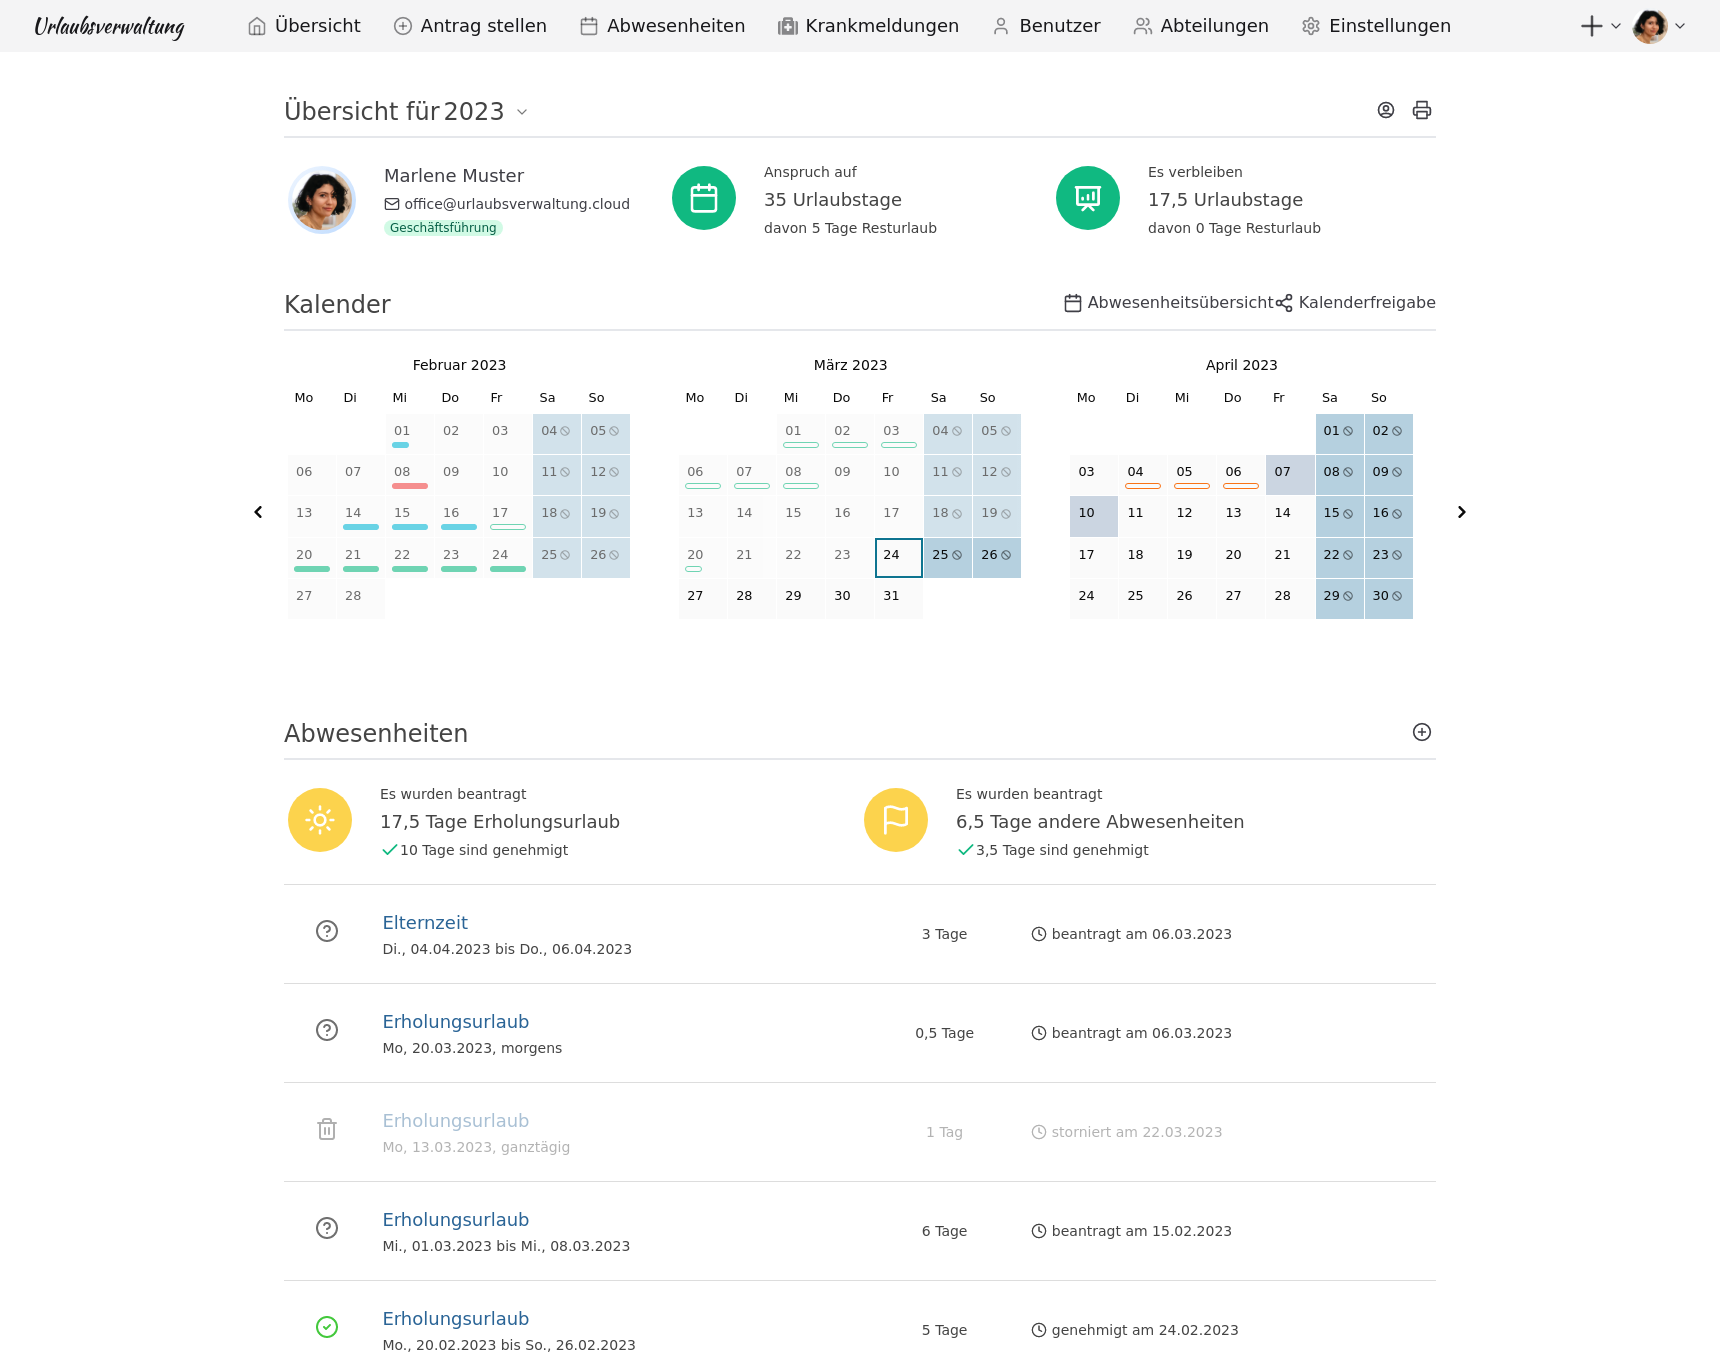 Urlaubsverwaltung Übersicht Antrag stellen Abwesenheiten Krankmeldungen Benutzer Abteilungen Einstellungen
Übersicht für 2023
Marlene Muster
office@urlaubsverwaltung.cloud
Geschäftsführung
Anspruch auf
35 Urlaubstage
davon 5 Tage Resturlaub
Es verbleiben
17,5 Urlaubstage
davon 0 Tage Resturlaub
Kalender
Abwesenheitsübersicht Kalenderfreigabe
Februar 2023
Mo Di Mi Do Fr Sa So
01 02 03 04 05
06 07 08 09 10 11 12
13 14 15 16 17 18 19
20 21 22 23 24 25 26
27 28
März 2023
Mo Di Mi Do Fr Sa So
01 02 03 04 05
06 07 08 09 10 11 12
13 14 15 16 17 18 19
20 21 22 23 24 25 26
27 28 29 30 31
April 2023
Mo Di Mi Do Fr Sa So
01 02
03 04 05 06 07 08 09
10 11 12 13 14 15 16
17 18 19 20 21 22 23
24 25 26 27 28 29 30
Abwesenheiten
Es wurden beantragt
17,5 Tage Erholungsurlaub
10 Tage sind genehmigt
Es wurden beantragt
6,5 Tage andere Abwesenheiten
3,5 Tage sind genehmigt
Elternzeit
Di., 04.04.2023 bis Do., 06.04.2023
3 Tage
beantragt am 06.03.2023
Erholungsurlaub
Mo, 20.03.2023, morgens
0,5 Tage
beantragt am 06.03.2023
Erholungsurlaub
Mo, 13.03.2023, ganztägig
1 Tag
storniert am 22.03.2023
Erholungsurlaub
Mi., 01.03.2023 bis Mi., 08.03.2023
6 Tage
beantragt am 15.02.2023
Erholungsurlaub
Mo., 20.02.2023 bis So., 26.02.2023
5 Tage
genehmigt am 24.02.2023